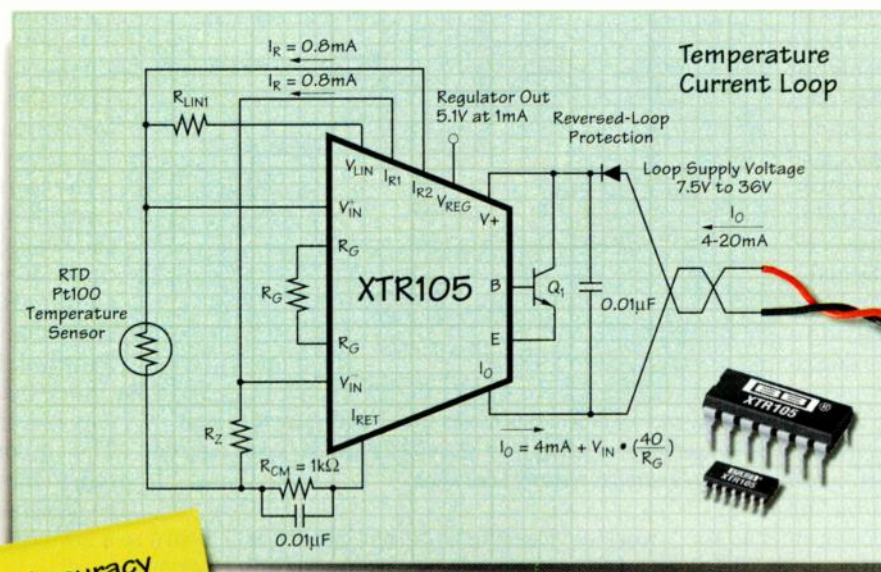 I_R = 0.8mA
I_R = 0.8mA
Temperature
Current Loop
R_LIN1
Regulator Out
5.1V at 1mA
Reversed-Loop
Protection
Loop Supply Voltage
7.5V to 36V
V_LIN
I_R1
I_R2
V_REG
V+
I_O
4-20mA
V+_IN
R_G
RTD
Pt100
Temperature
Sensor
R_G
XTR105
B
Q_1
0.01µF
R_G
E
V-_IN
I_O
I_RET
R_Z
R_CM = 1kΩ
I_O = 4mA + V_IN • (40/R_G)
0.01µF
BB ®
XTR105
XTR105